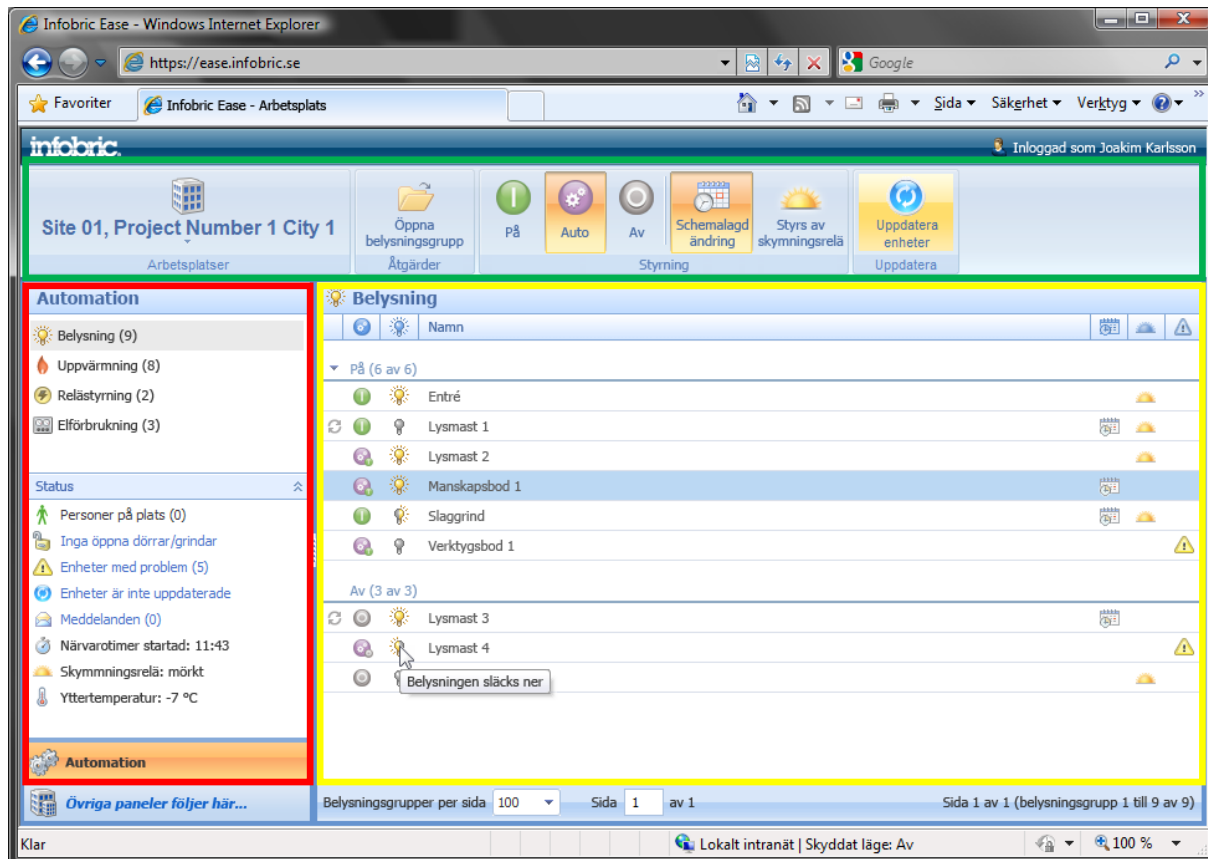 Infobric Ease - Windows Internet Explorer
https://ease.infobric.se
Google
Favoriter
Infobric Ease - Arbetsplats
Sida
Säkerhet
Verktyg
infobric.
Inloggad som Joakim Karlsson
Site 01, Project Number 1 City 1
Arbetsplatser
Öppna
belysningsgrupp
Åtgärder
På
Auto
Av
Schemalagd
ändring
Styrs av
skymningsrelä
Styrning
Uppdatera
enheter
Uppdatera
Automation
Belysning (9)
Uppvärmning (8)
Relästyrning (2)
Elförbrukning (3)
Status
Personer på plats (0)
Inga öppna dörrar/grindar
Enheter med problem (5)
Enheter är inte uppdaterade
Meddelanden (0)
Närvarotimer startad: 11:43
Skymmningsrelä: mörkt
Yttertemperatur: -7 °C
Automation
Övriga paneler följer här...
Belysning
Namn
På (6 av 6)
Entré
Lysmast 1
Lysmast 2
Manskapsbod 1
Slaggrind
Verktygsbod 1
Av (3 av 3)
Lysmast 3
Lysmast 4
Belysningen släcks ner
Belysningsgrupper per sida 100 Sida 1 av 1
Sida 1 av 1 (belysningsgrupp 1 till 9 av 9)
Klar
Lokalt intranät | Skyddat läge: Av
100 %